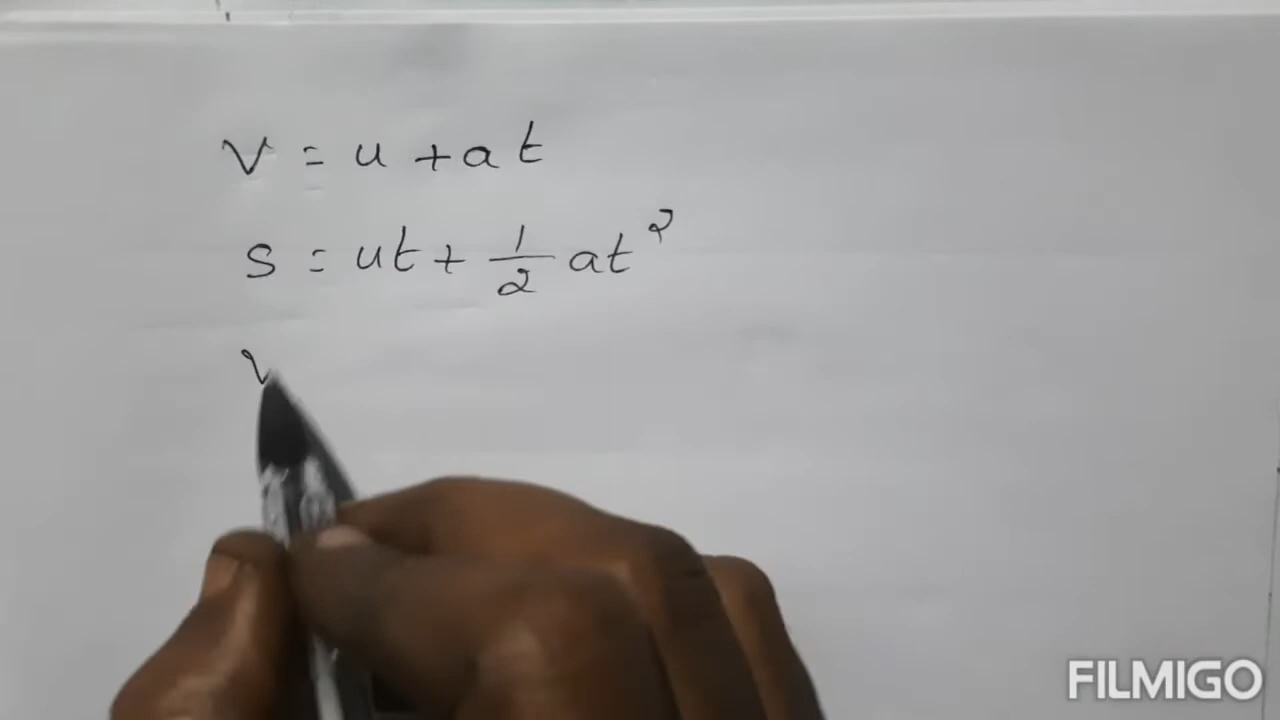 v = u + at
s = ut + 1/2 at²
v
FILMIGO